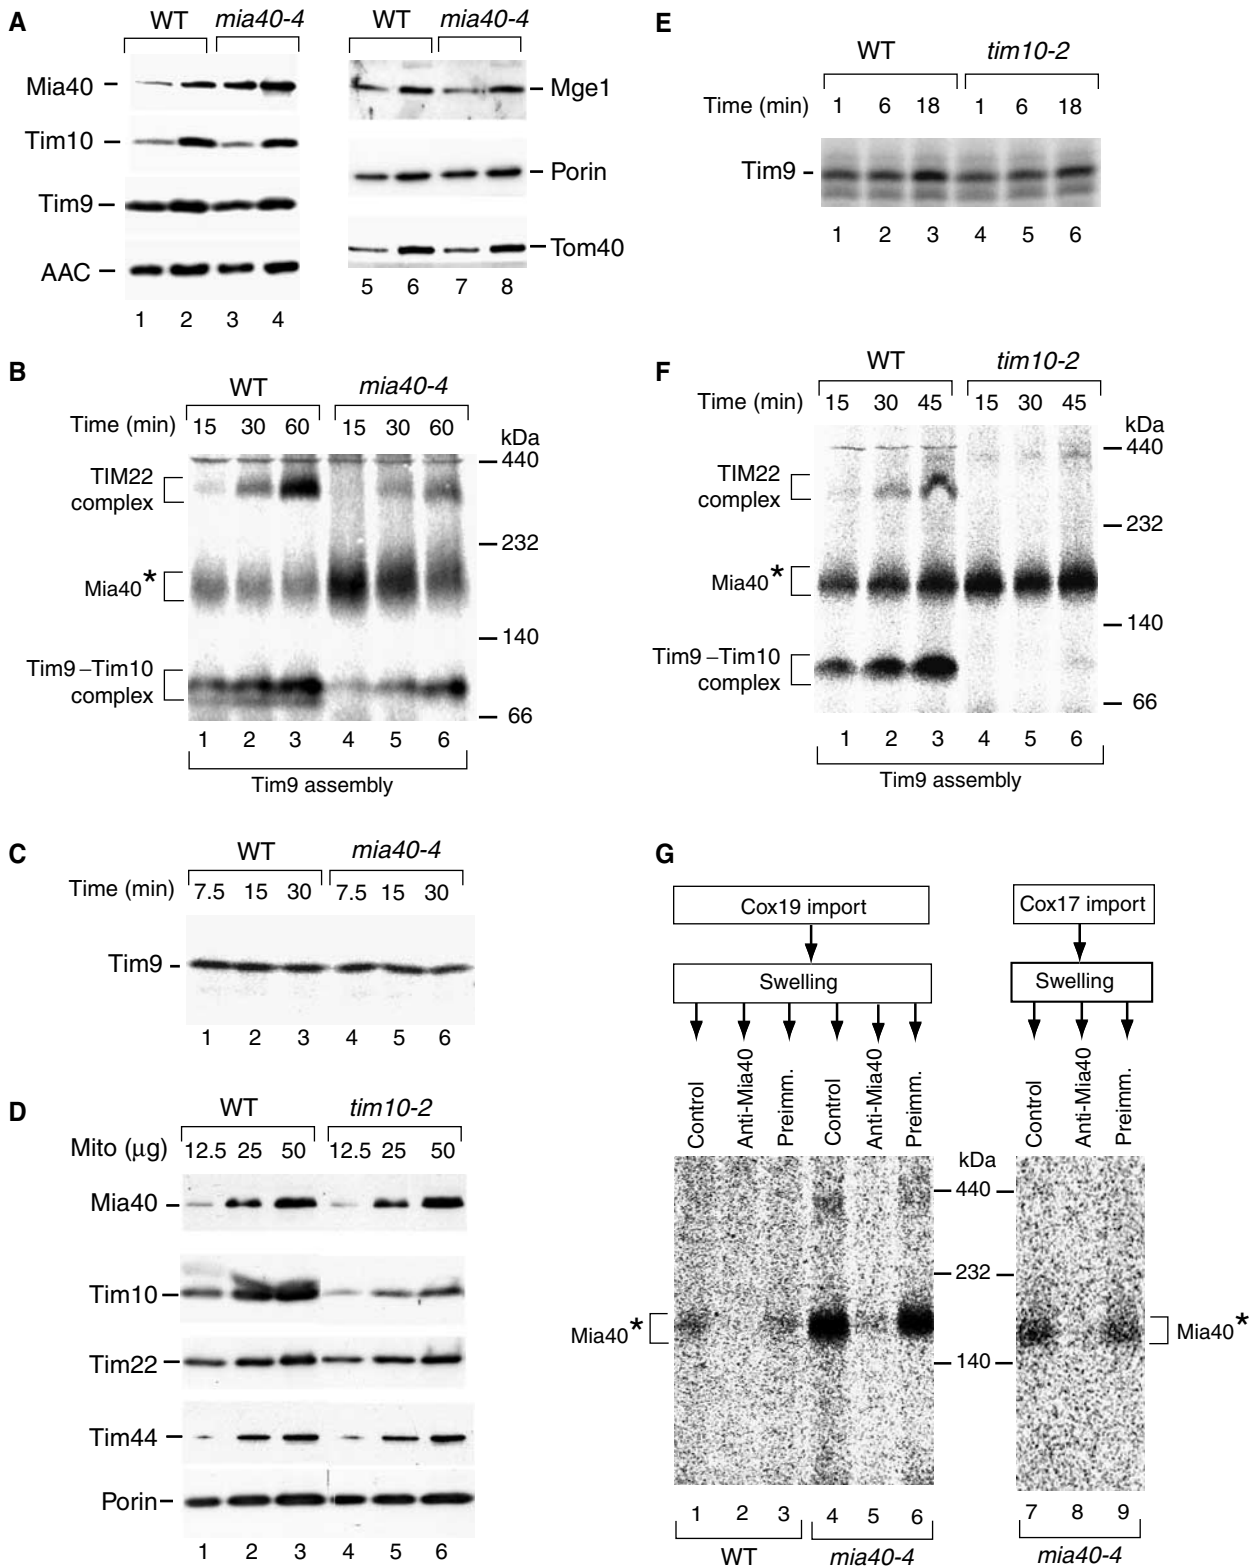 A
WT mia40-4
Mia40
Tim10
Tim9
AAC
1 2 3 4
WT mia40-4
Mge1
Porin
Tom40
5 6 7 8
B
WT mia40-4
Time (min) 15 30 60 15 30 60
kDa
440
TIM22
complex
232
Mia40*
140
Tim9–Tim10
complex
66
1 2 3 4 5 6
Tim9 assembly
C
WT mia40-4
Time (min) 7.5 15 30 7.5 15 30
Tim9
1 2 3 4 5 6
D
WT tim10-2
Mito (μg) 12.5 25 50 12.5 25 50
Mia40
Tim10
Tim22
Tim44
Porin
1 2 3 4 5 6
E
WT tim10-2
Time (min) 1 6 18 1 6 18
Tim9
1 2 3 4 5 6
F
WT tim10-2
Time (min) 15 30 45 15 30 45
kDa
440
TIM22
complex
232
Mia40*
140
Tim9–Tim10
complex
66
1 2 3 4 5 6
Tim9 assembly
G
Cox19 import Cox17 import
Swelling Swelling
Control Anti-Mia40 Preimm. Control Anti-Mia40 Preimm. Control Anti-Mia40 Preimm.
kDa
440
232
Mia40* Mia40*
140
1 2 3 4 5 6 7 8 9
WT mia40-4 mia40-4